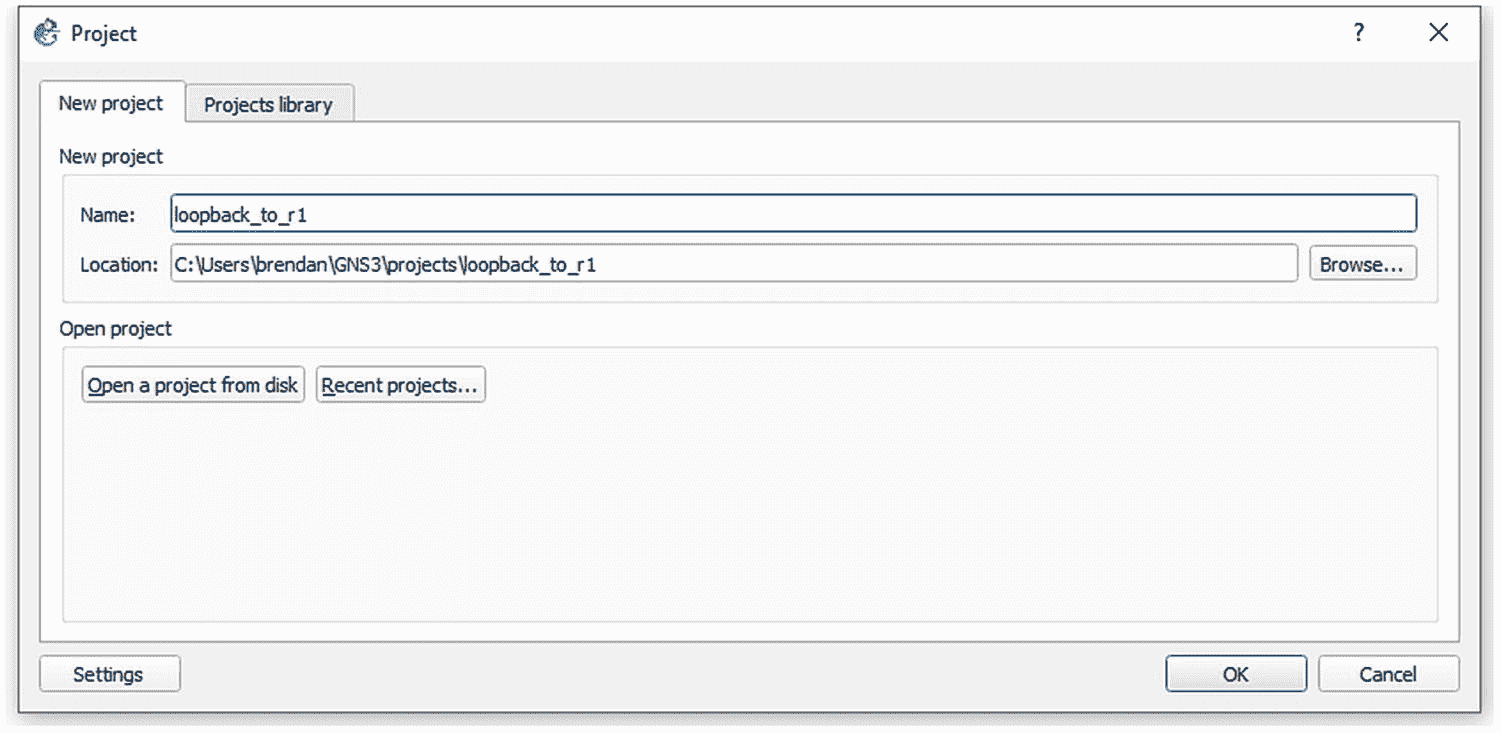 Project ?
New project Projects library
New project
Name: loopback_to_r1
Location: C:\Users\brendan\GNS3\projects\loopback_to_r1 Browse...
Open project
Open a project from disk Recent projects...
Settings OK Cancel